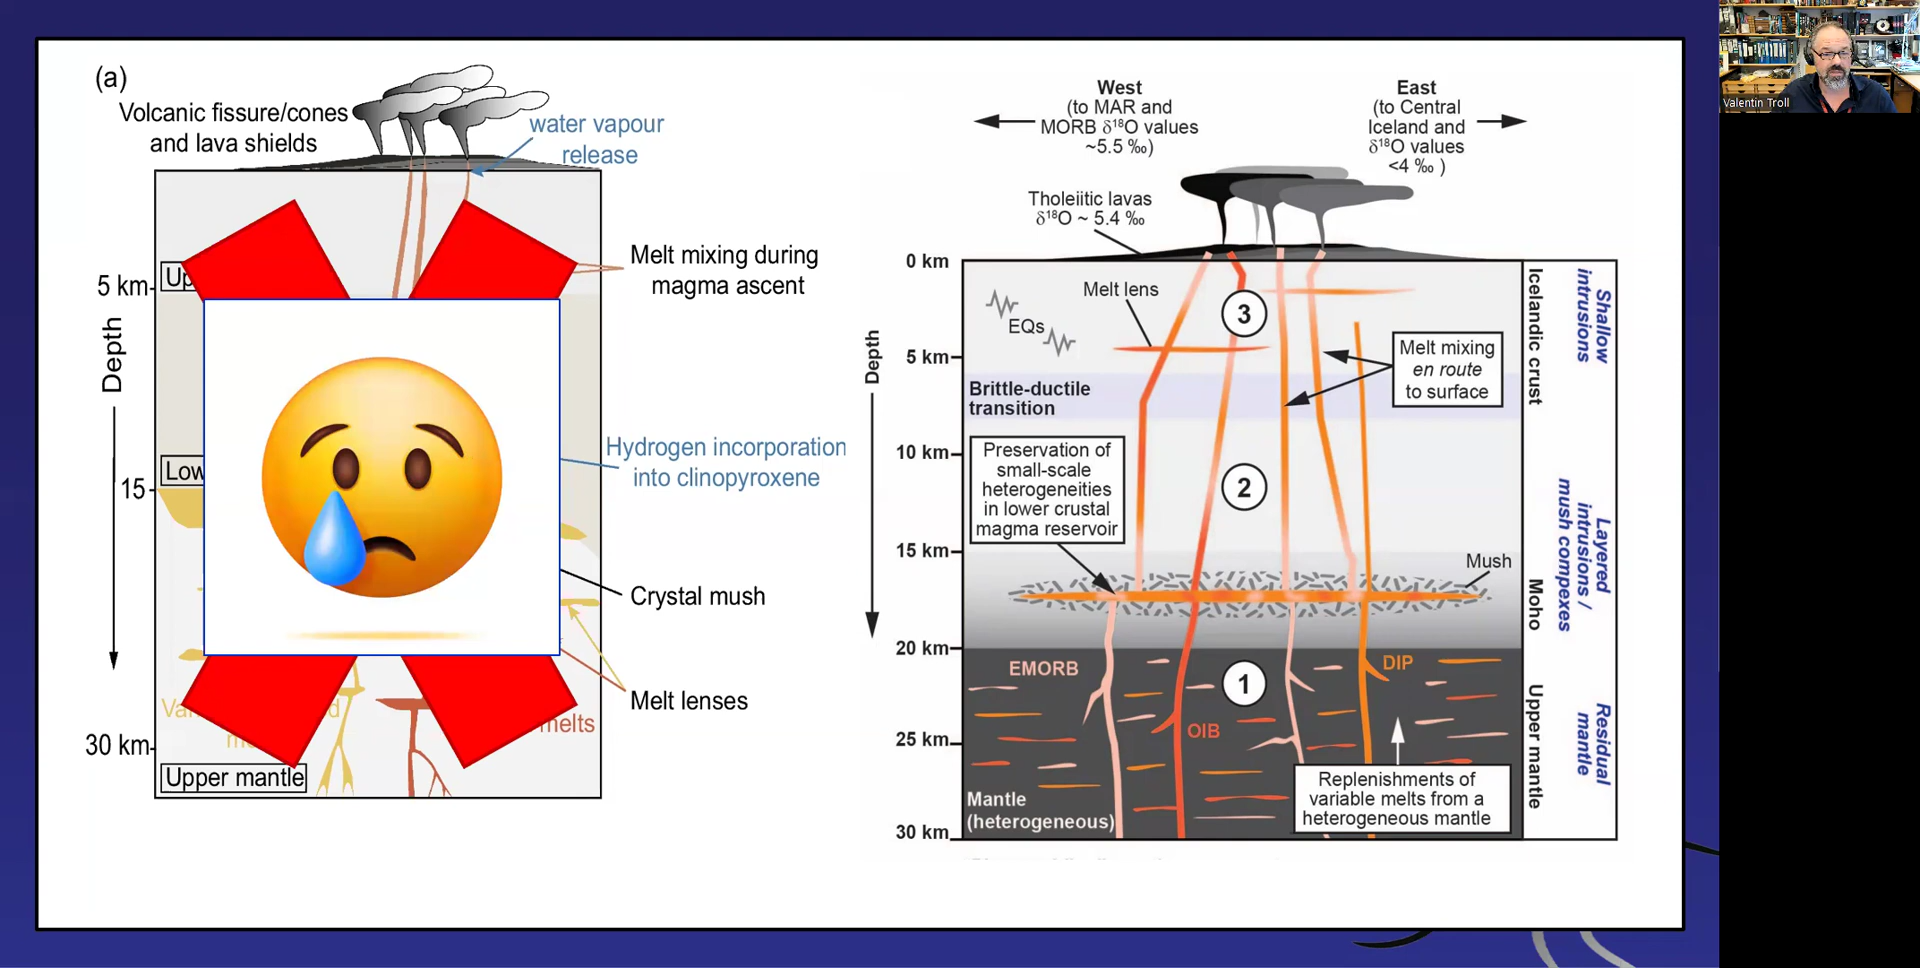 (a)
Volcanic fissure/cones
and lava shields
water vapour
release
Melt mixing during
magma ascent
5 km
Depth
Hydrogen incorporation
into clinopyroxene
15
Crystal mush
Melt lenses
melts
30 km
Upper mantle
West
(to MAR and
MORB δ¹⁸O values
~5.5 ‰)
East
(to Central
Iceland and
δ¹⁸O values
<4 ‰ )
Tholeiitic lavas
δ¹⁸O ~ 5.4 ‰
0 km
Melt lens
EQs
3
5 km
Depth
Melt mixing
en route
to surface
Brittle-ductile
transition
10 km
Preservation of
small-scale
heterogeneities
in lower crustal
magma reservoir
2
15 km
Mush
20 km
EMORB
1
DIP
OIB
25 km
Replenishments of
variable melts from a
heterogeneous mantle
Mantle
(heterogeneous)
30 km
Icelandic crust
Moho
Upper mantle
Shallow
intrusions
Layered
intrusions /
mush compexes
Residual
mantle
Valentin Troll